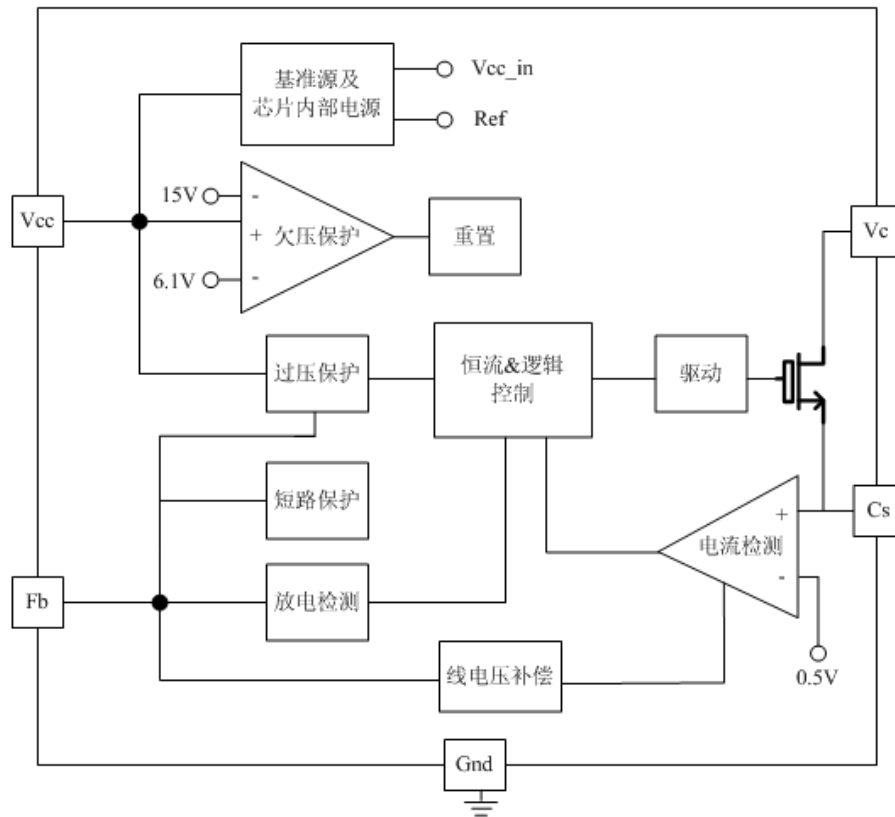 基准源及
芯片内部电源
Vcc_in
Ref
15V
-
Vcc
+ 欠压保护
重置
Vc
6.1V
-
过压保护
恒流&逻辑
控制
驱动
短路保护
+
Cs
电流检测
-
Fb
放电检测
线电压补偿
0.5V
Gnd